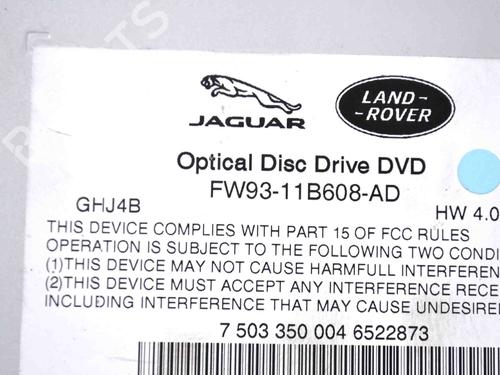 JAGUAR
LAND-
-ROVER
Optical Disc Drive DVD
FW93-11B608-AD
GHJ4B
HW 4.0
THIS DEVICE COMPLIES WITH PART 15 OF FCC RULES
OPERATION IS SUBJECT TO THE FOLLOWING TWO CONDI
(1)THIS DEVICE MAY NOT CAUSE HARMFULL INTERFEREN
(2)THIS DEVICE MUST ACCEPT ANY INTERFERENCE RECE
INCLUDING INTERFERENCE THAT MAY CAUSE UNDESIRE
7 503 350 004 6522873